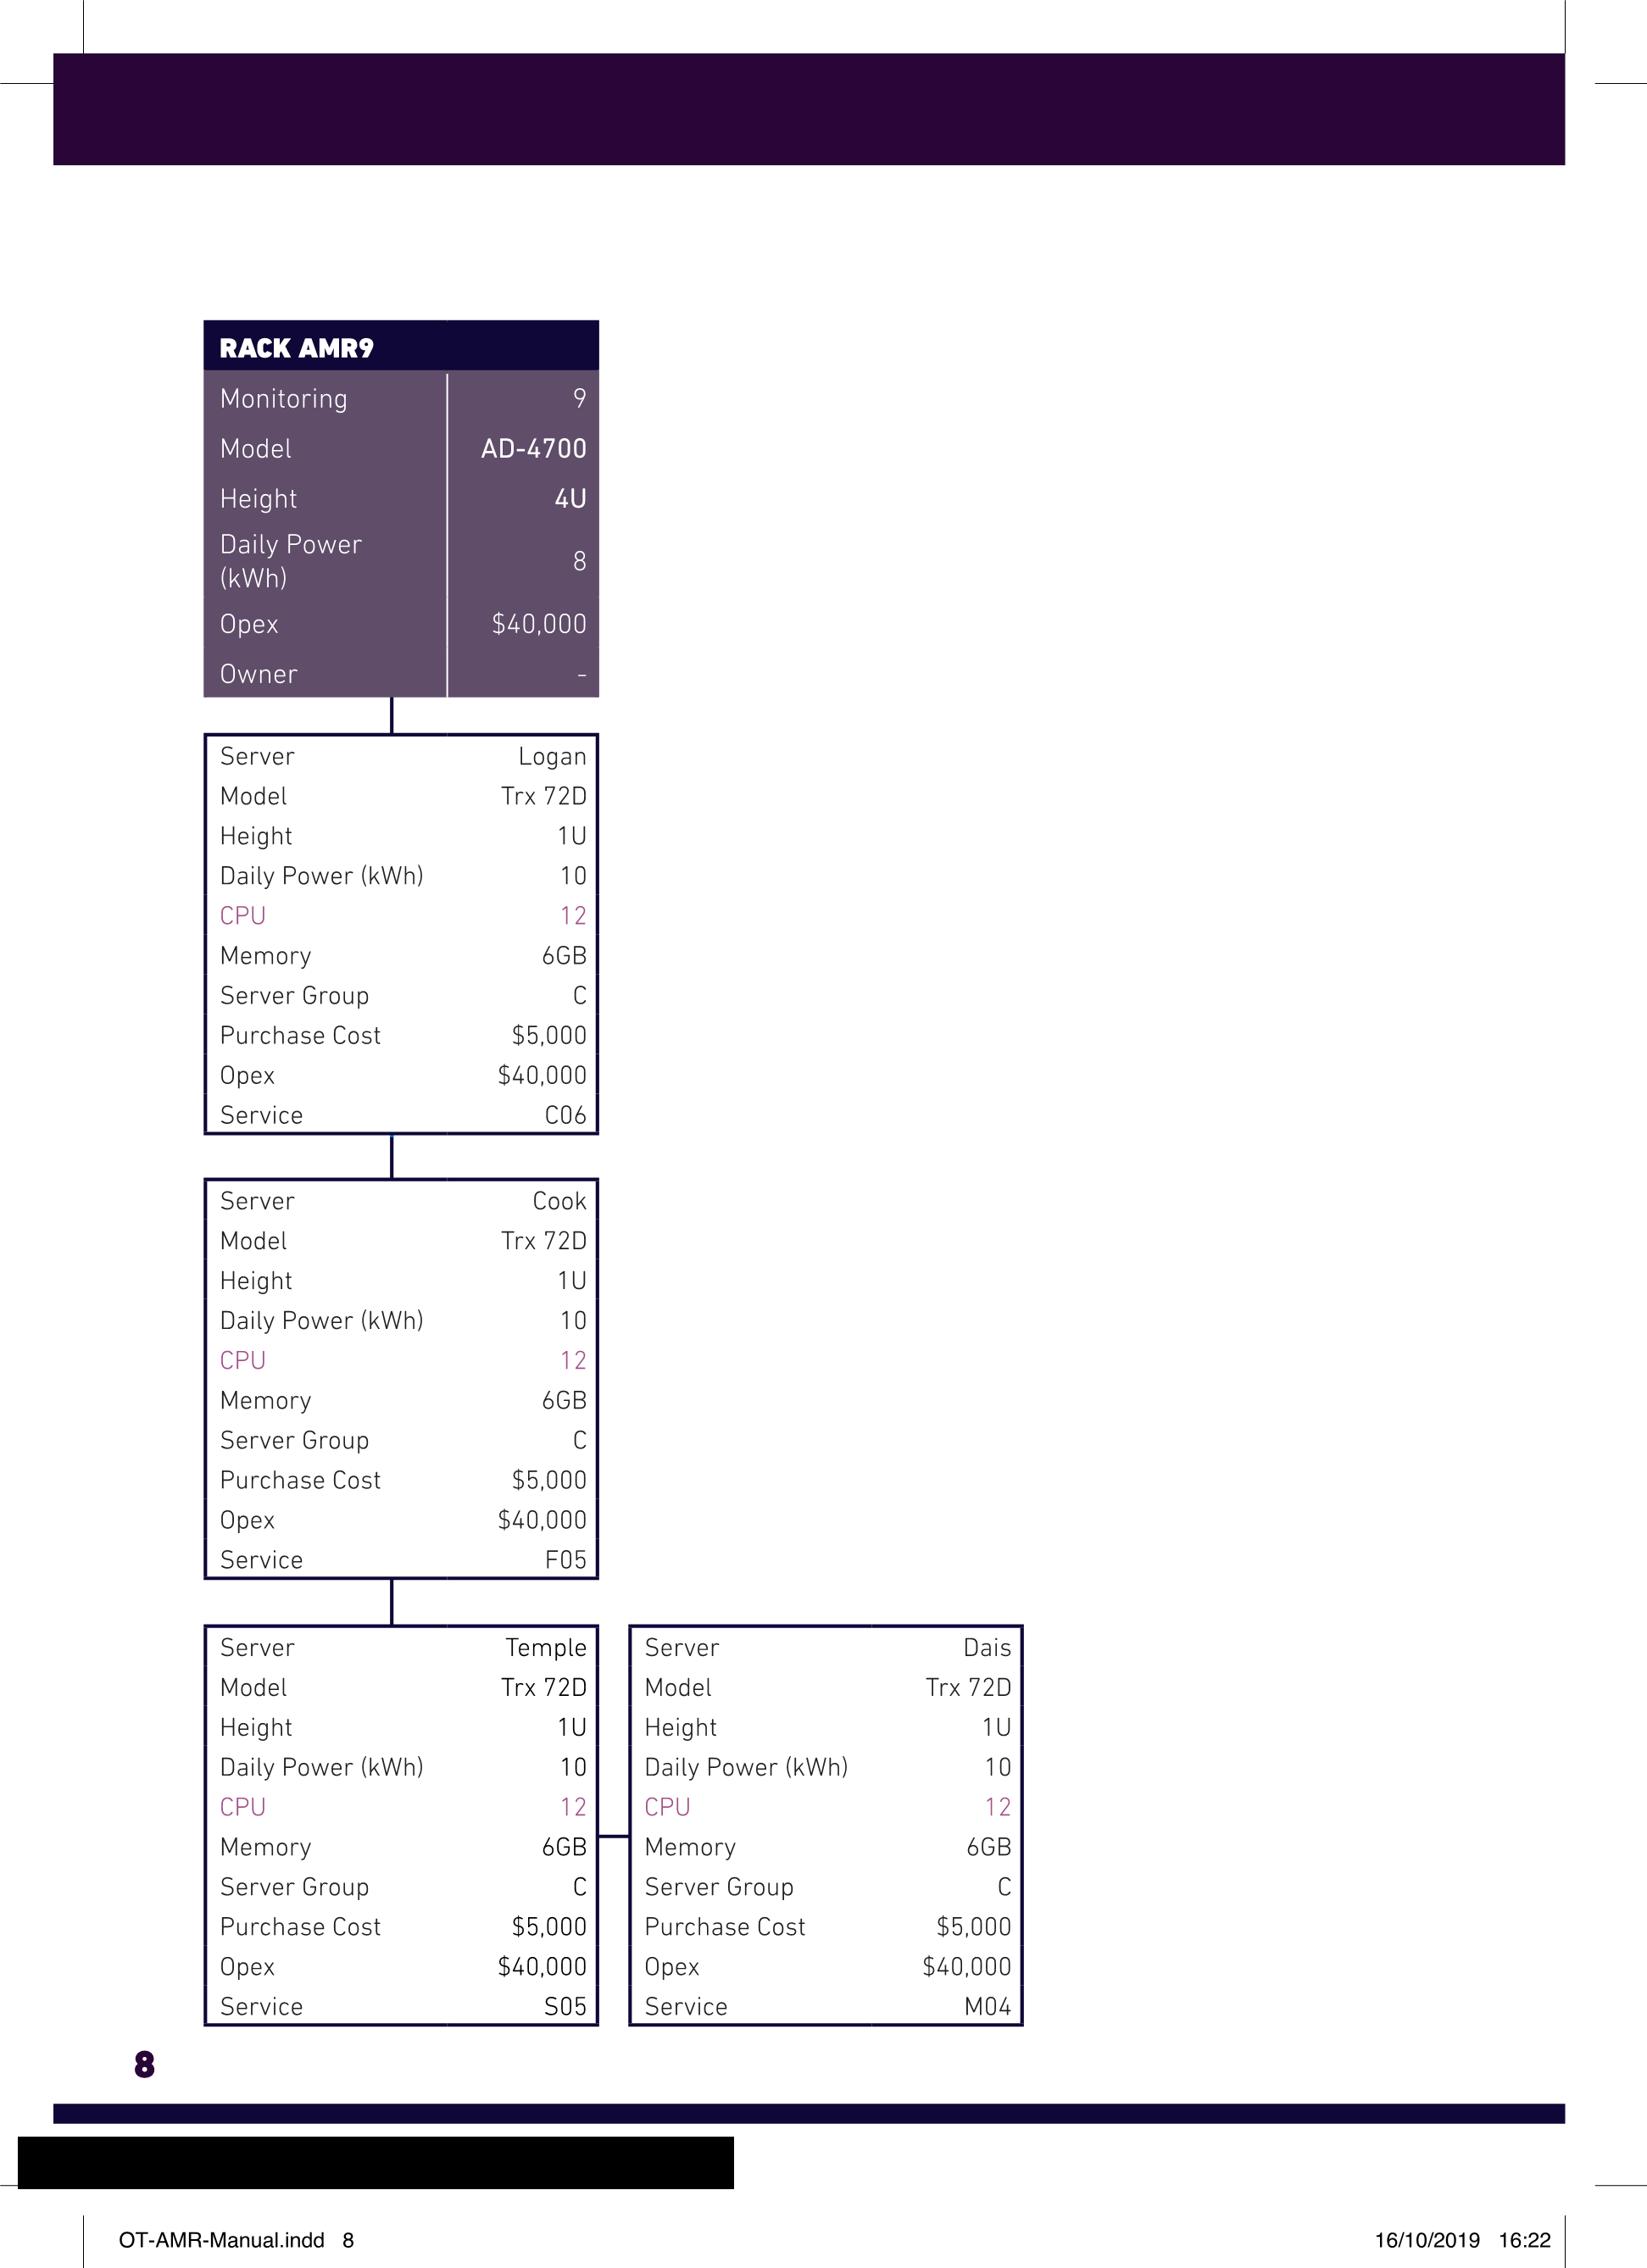 RACK AMR9
Monitoring 9
Model AD-4700
Height 4U
Daily Power
(kWh) 8
Opex $40,000
Owner -
Server Logan
Model Trx 72D
Height 1U
Daily Power (kWh) 10
CPU 12
Memory 6GB
Server Group C
Purchase Cost $5,000
Opex $40,000
Service C06
Server Cook
Model Trx 72D
Height 1U
Daily Power (kWh) 10
CPU 12
Memory 6GB
Server Group C
Purchase Cost $5,000
Opex $40,000
Service F05
Server Temple
Model Trx 72D
Height 1U
Daily Power (kWh) 10
CPU 12
Memory 6GB
Server Group C
Purchase Cost $5,000
Opex $40,000
Service S05
Server Dais
Model Trx 72D
Height 1U
Daily Power (kWh) 10
CPU 12
Memory 6GB
Server Group C
Purchase Cost $5,000
Opex $40,000
Service M04
8
OT-AMR-Manual.indd 8 16/10/2019 16:22